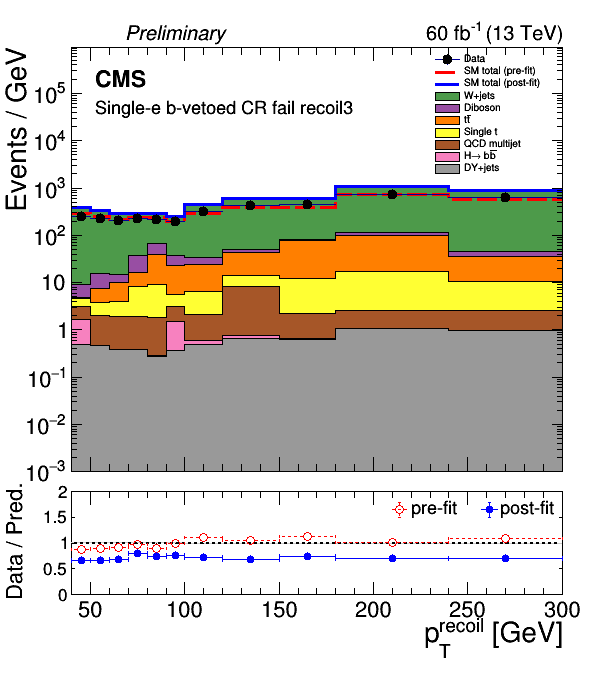 Preliminary 60 fb⁻¹ (13 TeV)
Events / GeV
CMS
Single-e b-vetoed CR fail recoil3
Data
SM total (pre-fit)
SM total (post-fit)
W+jets
Diboson
tt̅
Single t
QCD multijet
H→ bb̅
DY+jets
10⁵
10⁴
10³
10²
10
1
10⁻¹
10⁻²
10⁻³
Data / Pred.
2
1.5
1
0.5
0
pre-fit post-fit
50 100 150 200 250 300
p_T^recoil [GeV]